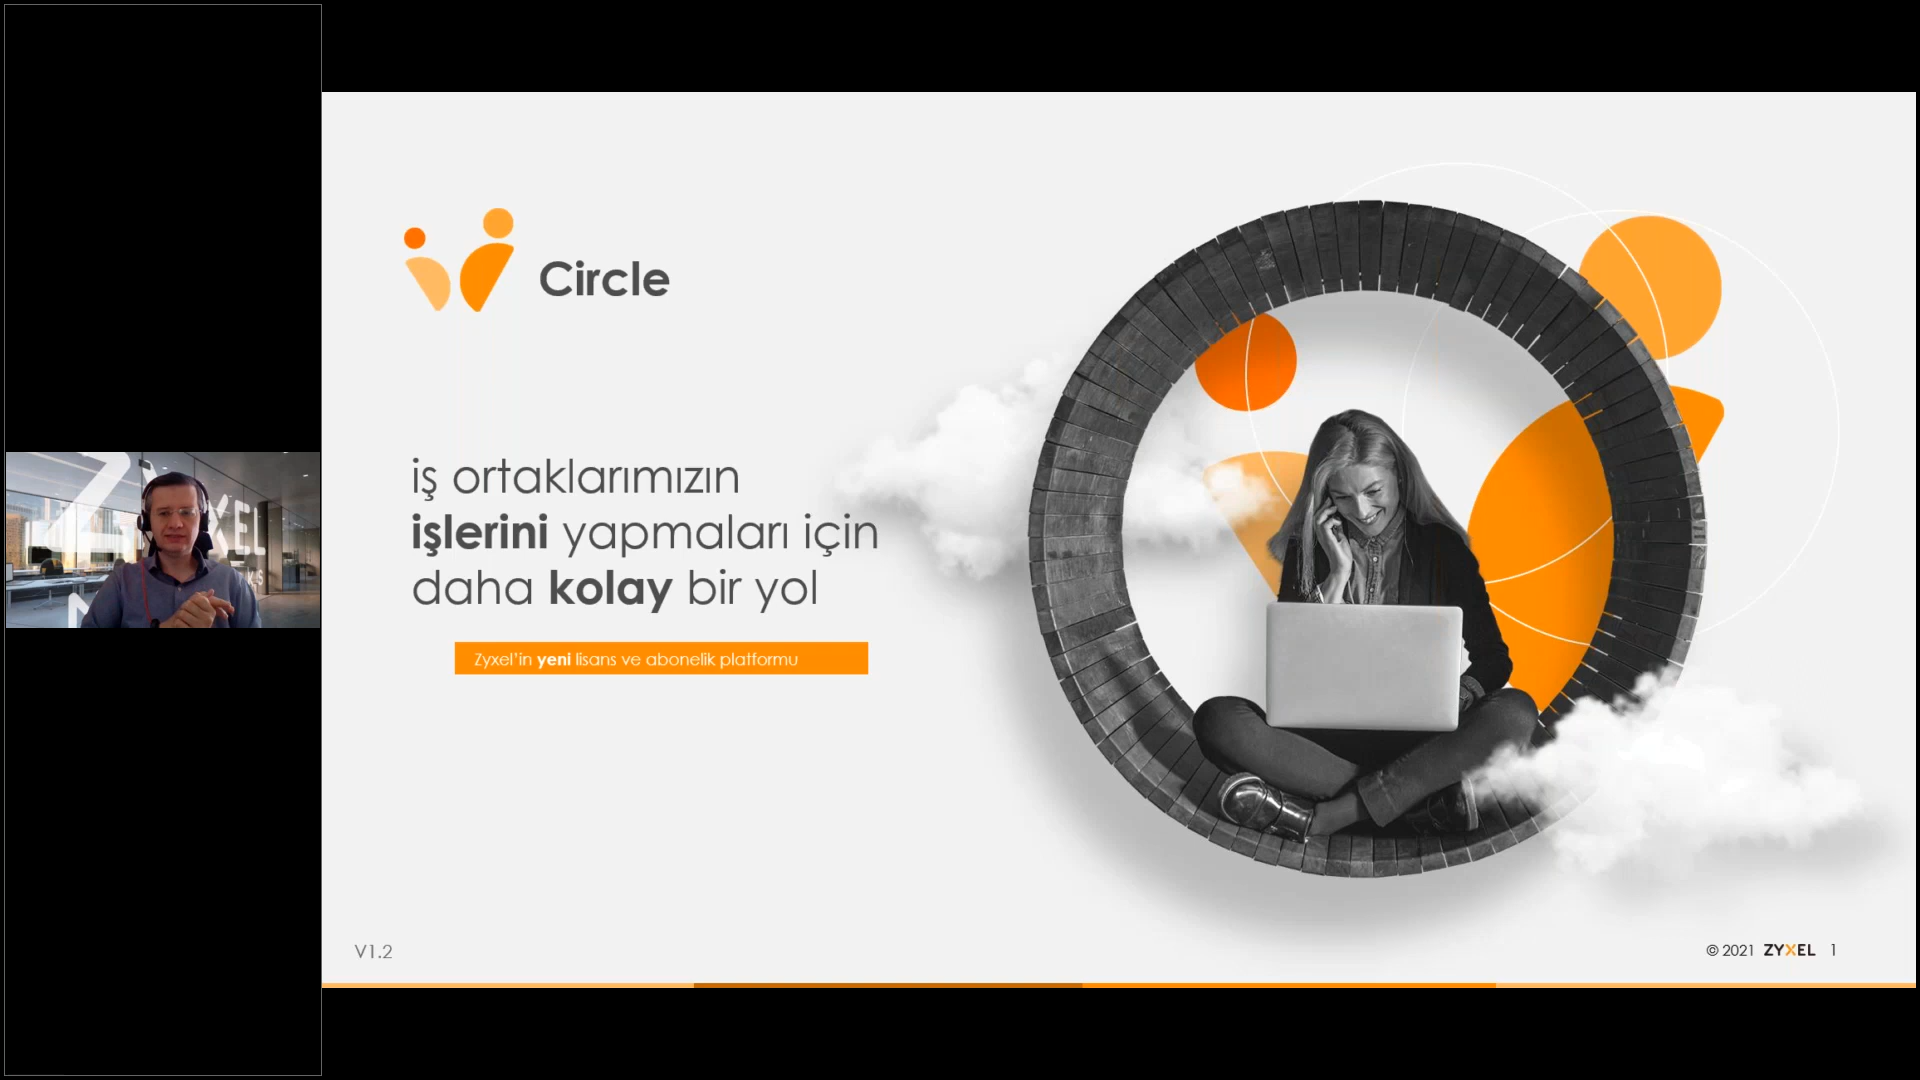 Circle
iş ortaklarımızın
işlerini yapmaları için
daha kolay bir yol
Zyxel'in yeni lisans ve abonelik platformu
V1.2
© 2021 ZYXEL 1